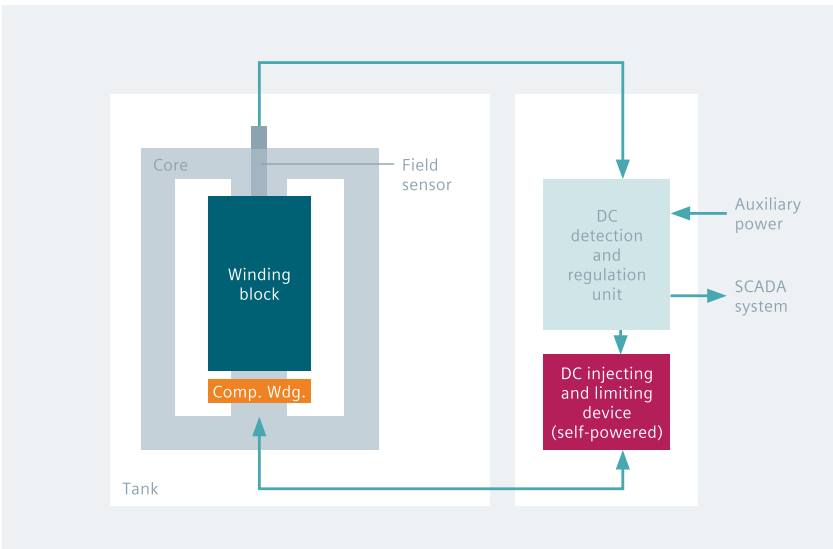 Core
Field
sensor
Winding
block
Comp. Wdg.
Tank
DC
detection
and
regulation
unit
Auxiliary
power
SCADA
system
DC injecting
and limiting
device
(self-powered)